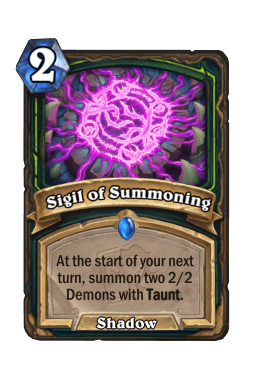 2
Sigil of Summoning
At the start of your next
turn, summon two 2/2
Demons with Taunt.
Shadow